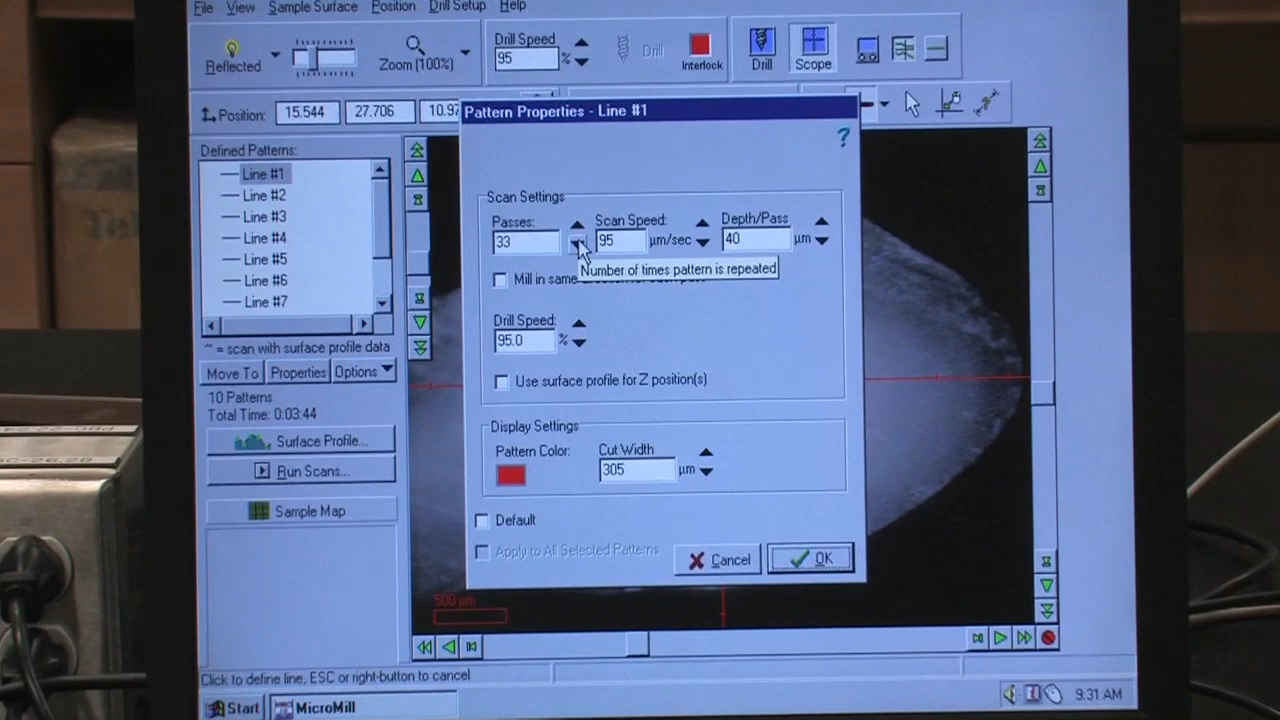 File View Sample Surface Position Drill Setup Help
Reflected
Zoom (100%)
Drill Speed
95 %
Drill
Interlock
Drill
Scope
Position: 15.544 27.706 10.97
Defined Patterns:
Line #1
Line #2
Line #3
Line #4
Line #5
Line #6
Line #7
~ = scan with surface profile data
Move To Properties Options
10 Patterns
Total Time: 0:03:44
Surface Profile...
Run Scans...
Sample Map
Pattern Properties - Line #1
?
Scan Settings
Passes: Scan Speed: Depth/Pass
33 95 µm/sec 40 µm
Number of times pattern is repeated
Mill in same
Drill Speed:
95.0 %
Use surface profile for Z position(s)
Display Settings
Pattern Color: Cut Width
305 µm
Default
Apply to All Selected Patterns
Cancel OK
500 µm
Click to define line, ESC or right-button to cancel
Start MicroMill 9:31 AM